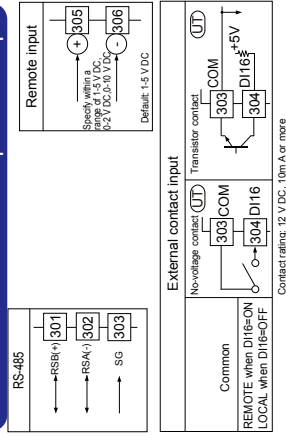 RS-485
RSB(+)
301
RSA(-)
302
SG
303
Remote input
Specify within a
range of 1-5 V DC,
0-2 V DC,0-10 V DC
+
305
-
306
Default: 1-5 V DC
External contact input
Common
REMOTE when DI16=ON
LOCAL when DI16=OFF
No-voltage contact
UT
303
COM
304
DI16
Transistor contact
UT
303
COM
+5V
DI16
304
Contact rating: 12 V DC, 10m A or more